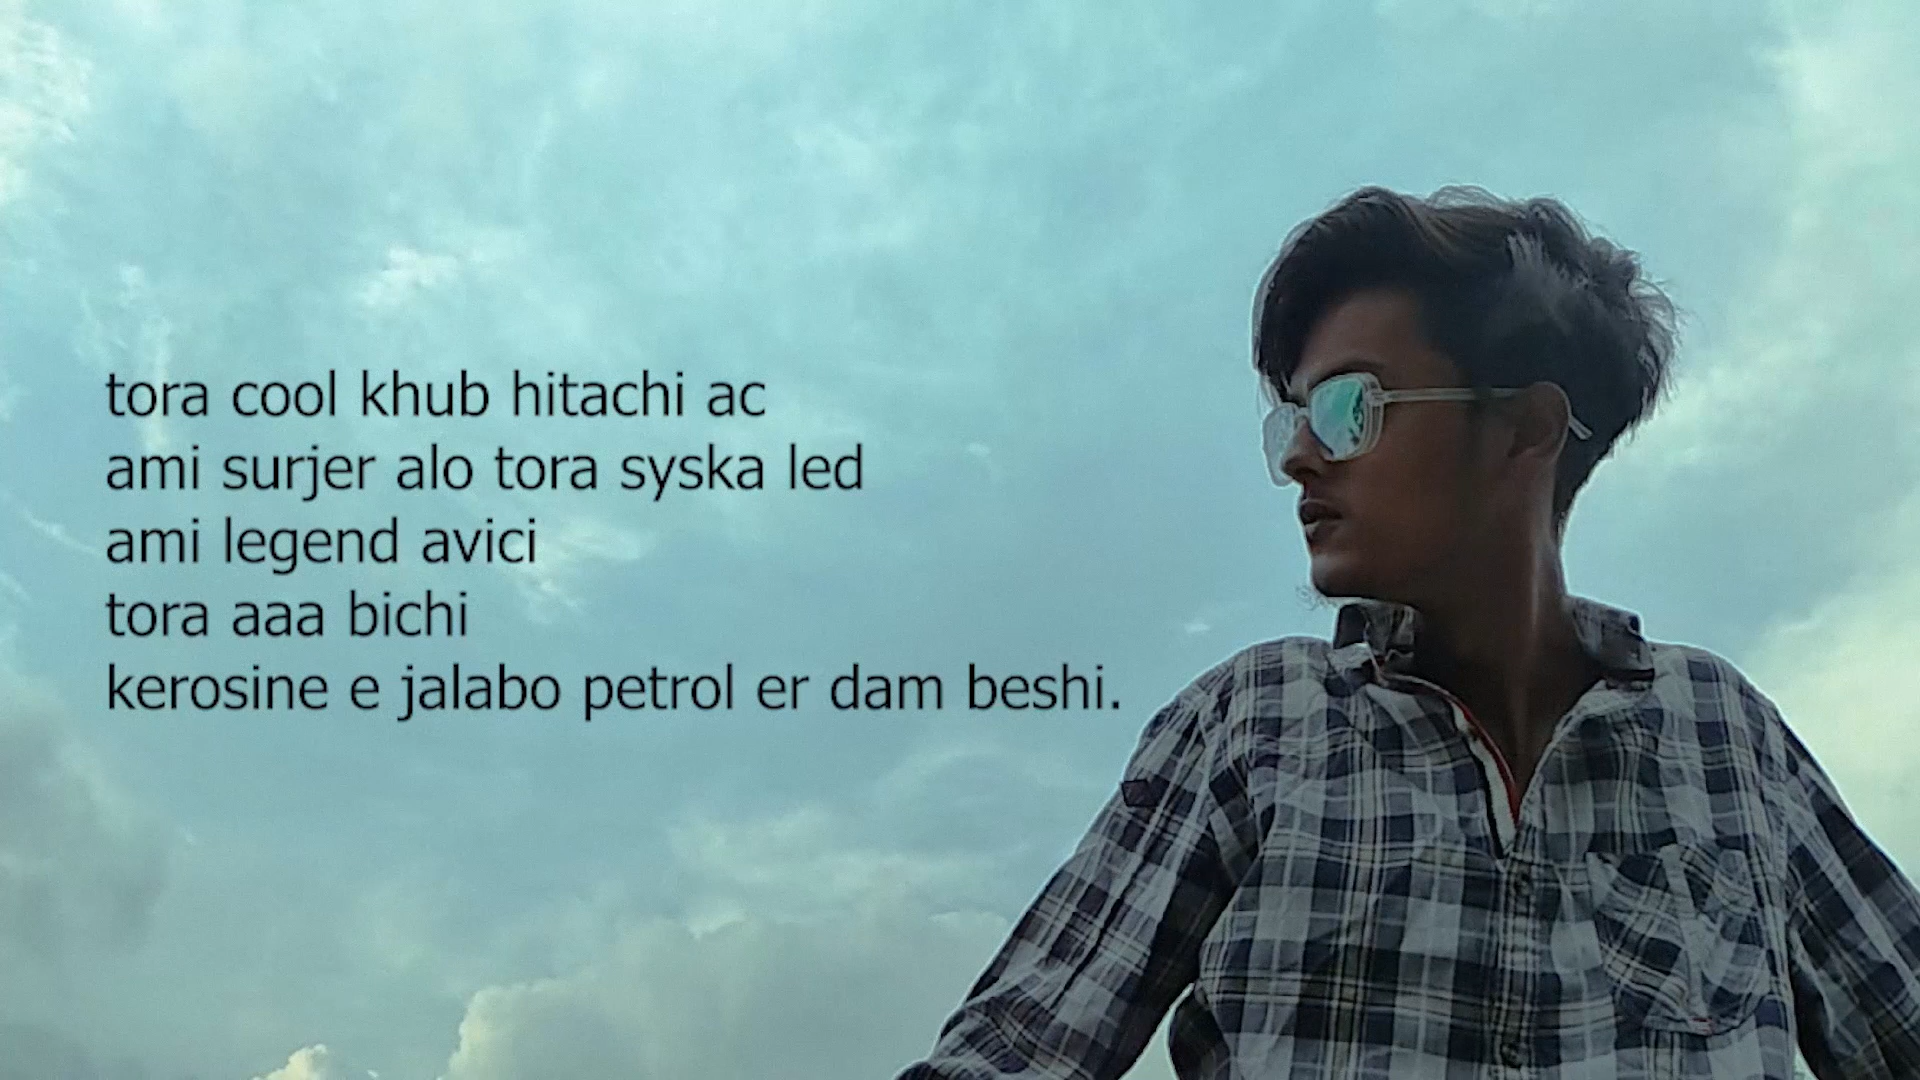 tora cool khub hitachi ac
ami surjer alo tora syska led
ami legend avici
tora aaa bichi
kerosine e jalabo petrol er dam beshi.